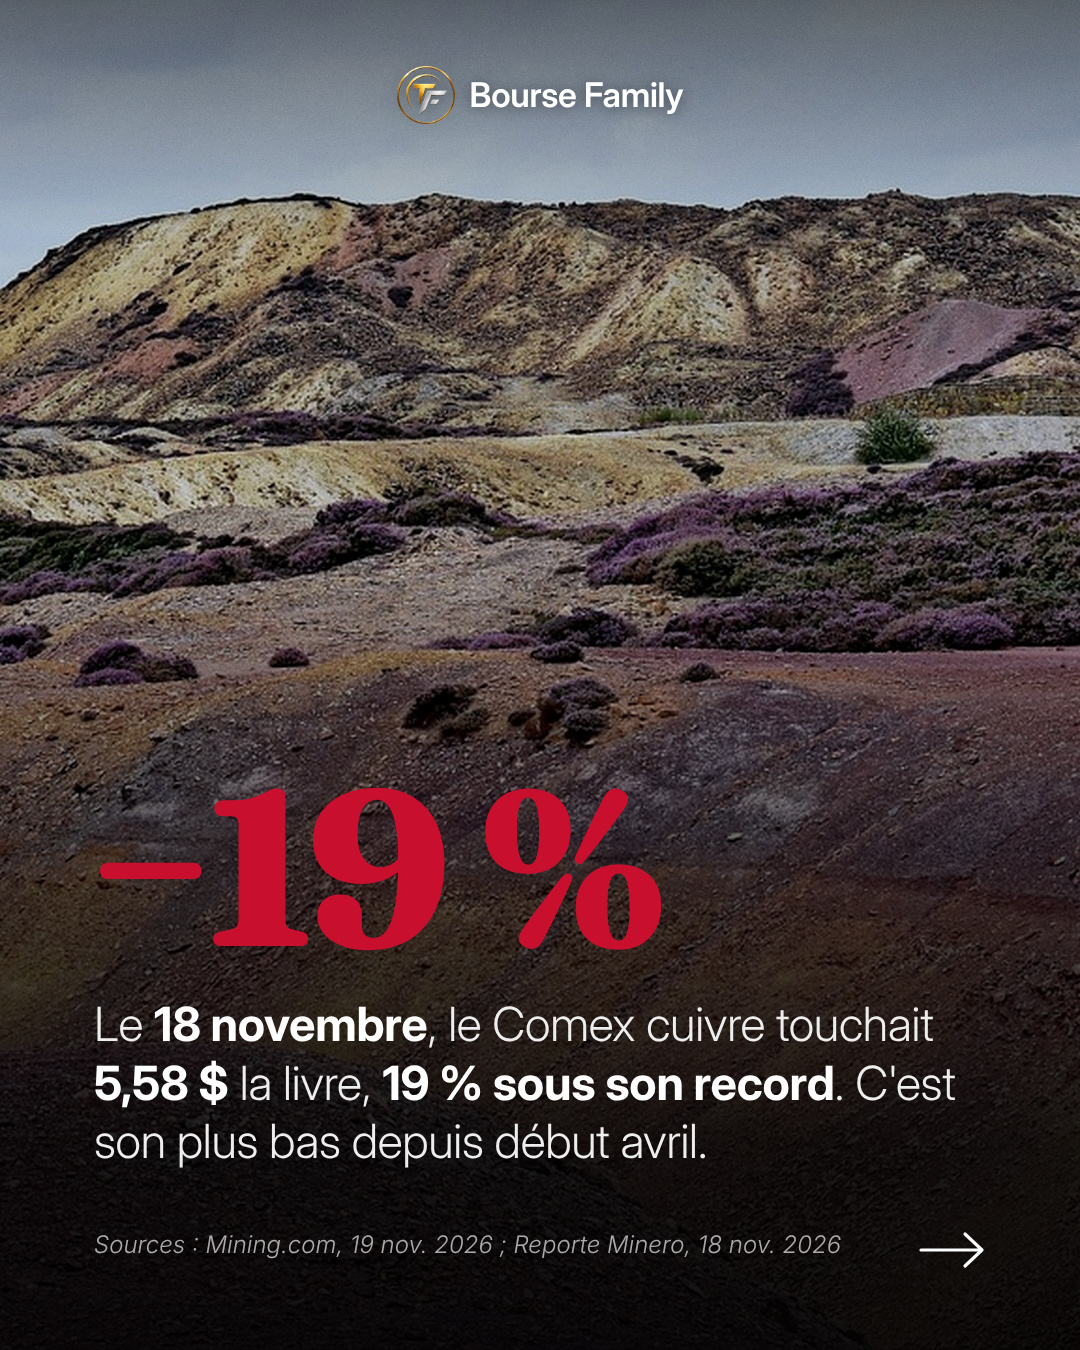 Bourse Family
–19 %
Le 18 novembre, le Comex cuivre touchait
5,58 $ la livre, 19 % sous son record. C'est
son plus bas depuis début avril.
Sources : Mining.com, 19 nov. 2026 ; Reporte Minero, 18 nov. 2026